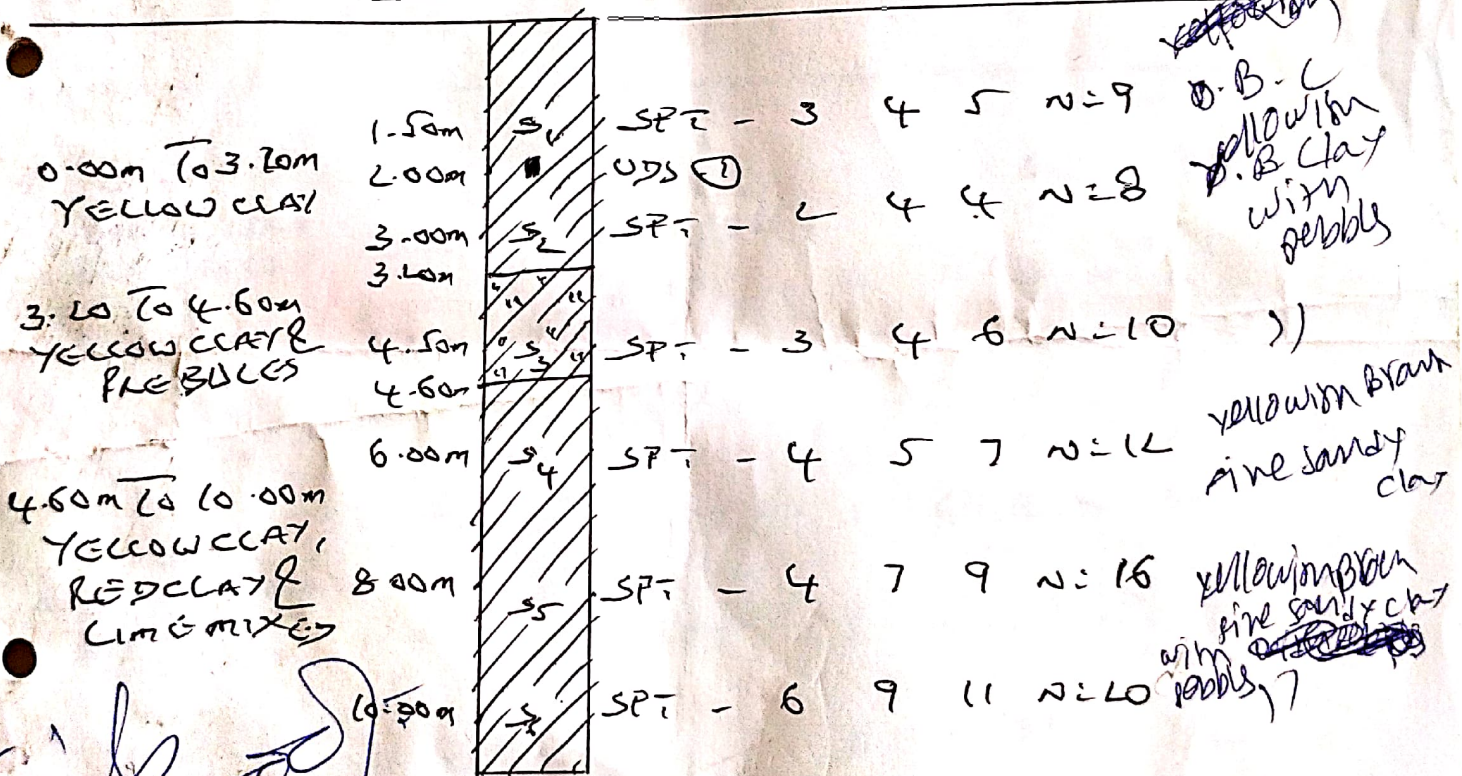 1.50m S1 SPT - 3 4 5 N=9 D.B.C
0.00m To 3.20m
YELLOW CLAY
2.00m UDS 1
yellowish
D.B Clay
with
pebbls
3.00m S2 SPT - 2 4 4 N=8
3.20m
3.20 To 4.60m
YELLOW CLAY &
PREBULES
4.50m S3 SPT - 3 4 6 N=10 ))
4.60m
6.00m S4 SPT - 4 5 7 N=12
yellowish Brown
fine sandy
clay
4.60m To 10.00m
YELLOW CLAY,
RED CLAY &
LIME MIXED
8.00m S5 SPT - 4 7 9 N=16
yellowish Brown
fine sandy clay
with
pebbls
10.00m SPT - 6 9 11 N=20 ))